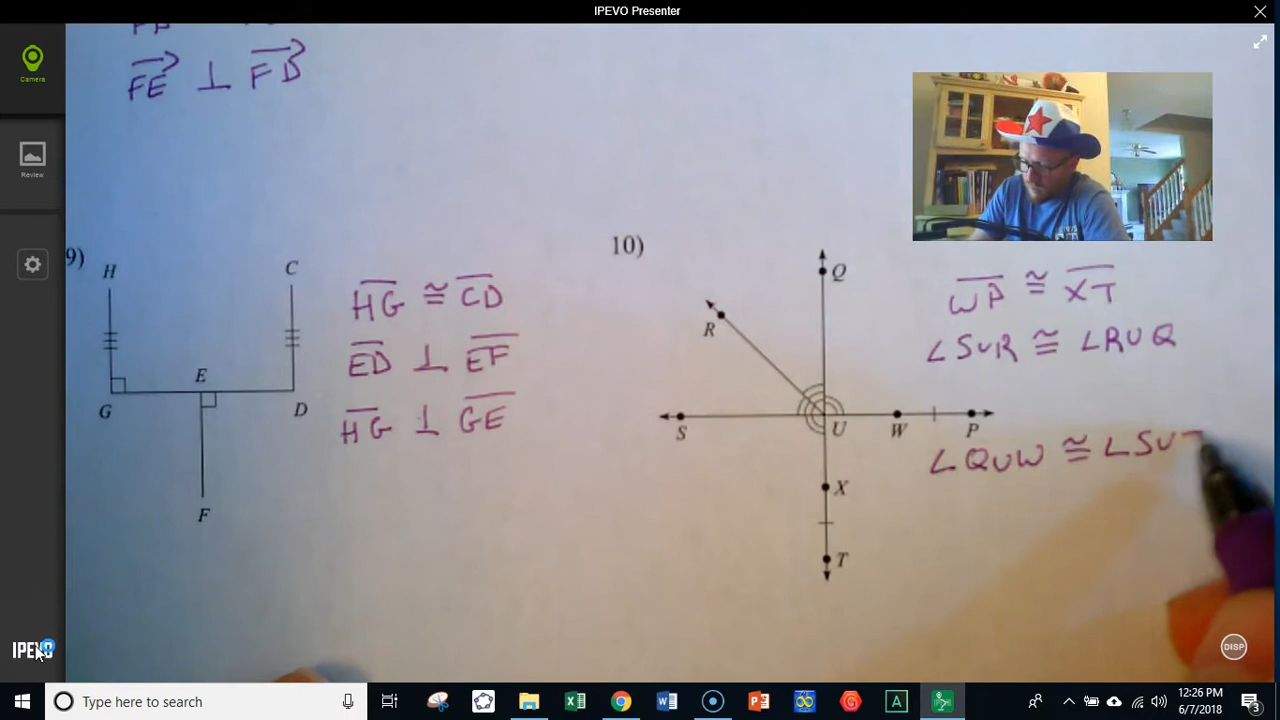 IPEVO Presenter
Camera
Review
FE ⊥ FD
9)
H
C
E
G
D
F
HG ≅ CD
ED ⊥ EF
HG ⊥ GE
10)
Q
R
S
U
W
P
X
T
WP ≅ XT
∠SUR ≅ ∠RUQ
∠QUW ≅ ∠SU
IPEVO
DISP
Type here to search
12:26 PM
6/7/2018
3